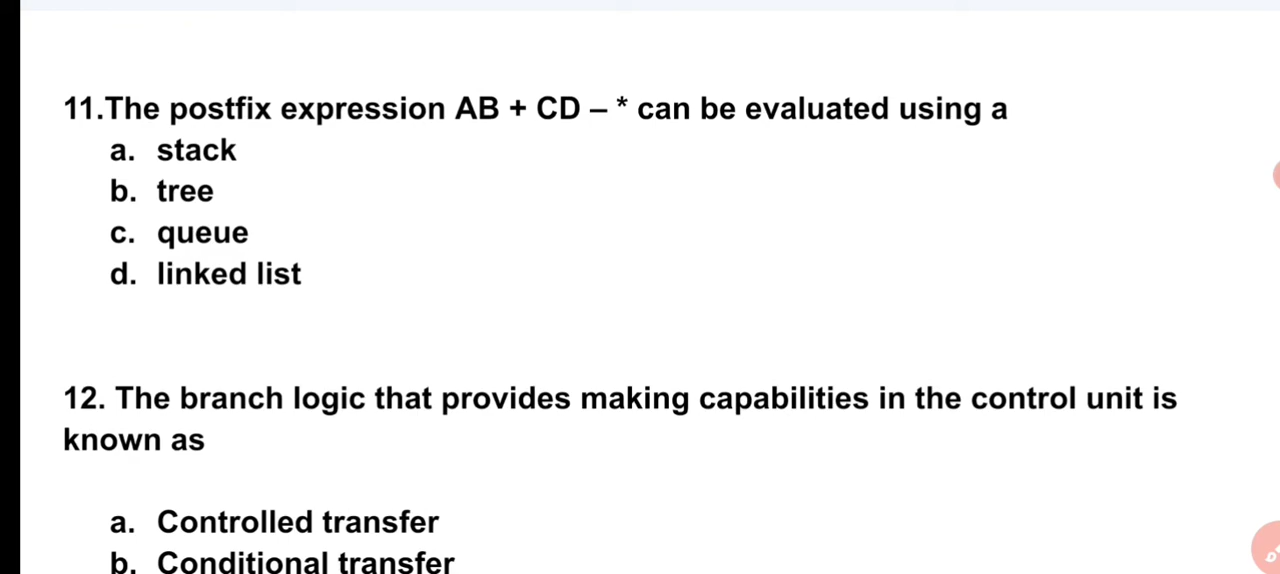 11.The postfix expression AB + CD – * can be evaluated using a
a. stack
b. tree
c. queue
d. linked list
12. The branch logic that provides making capabilities in the control unit is
known as
a. Controlled transfer
b. Conditional transfer